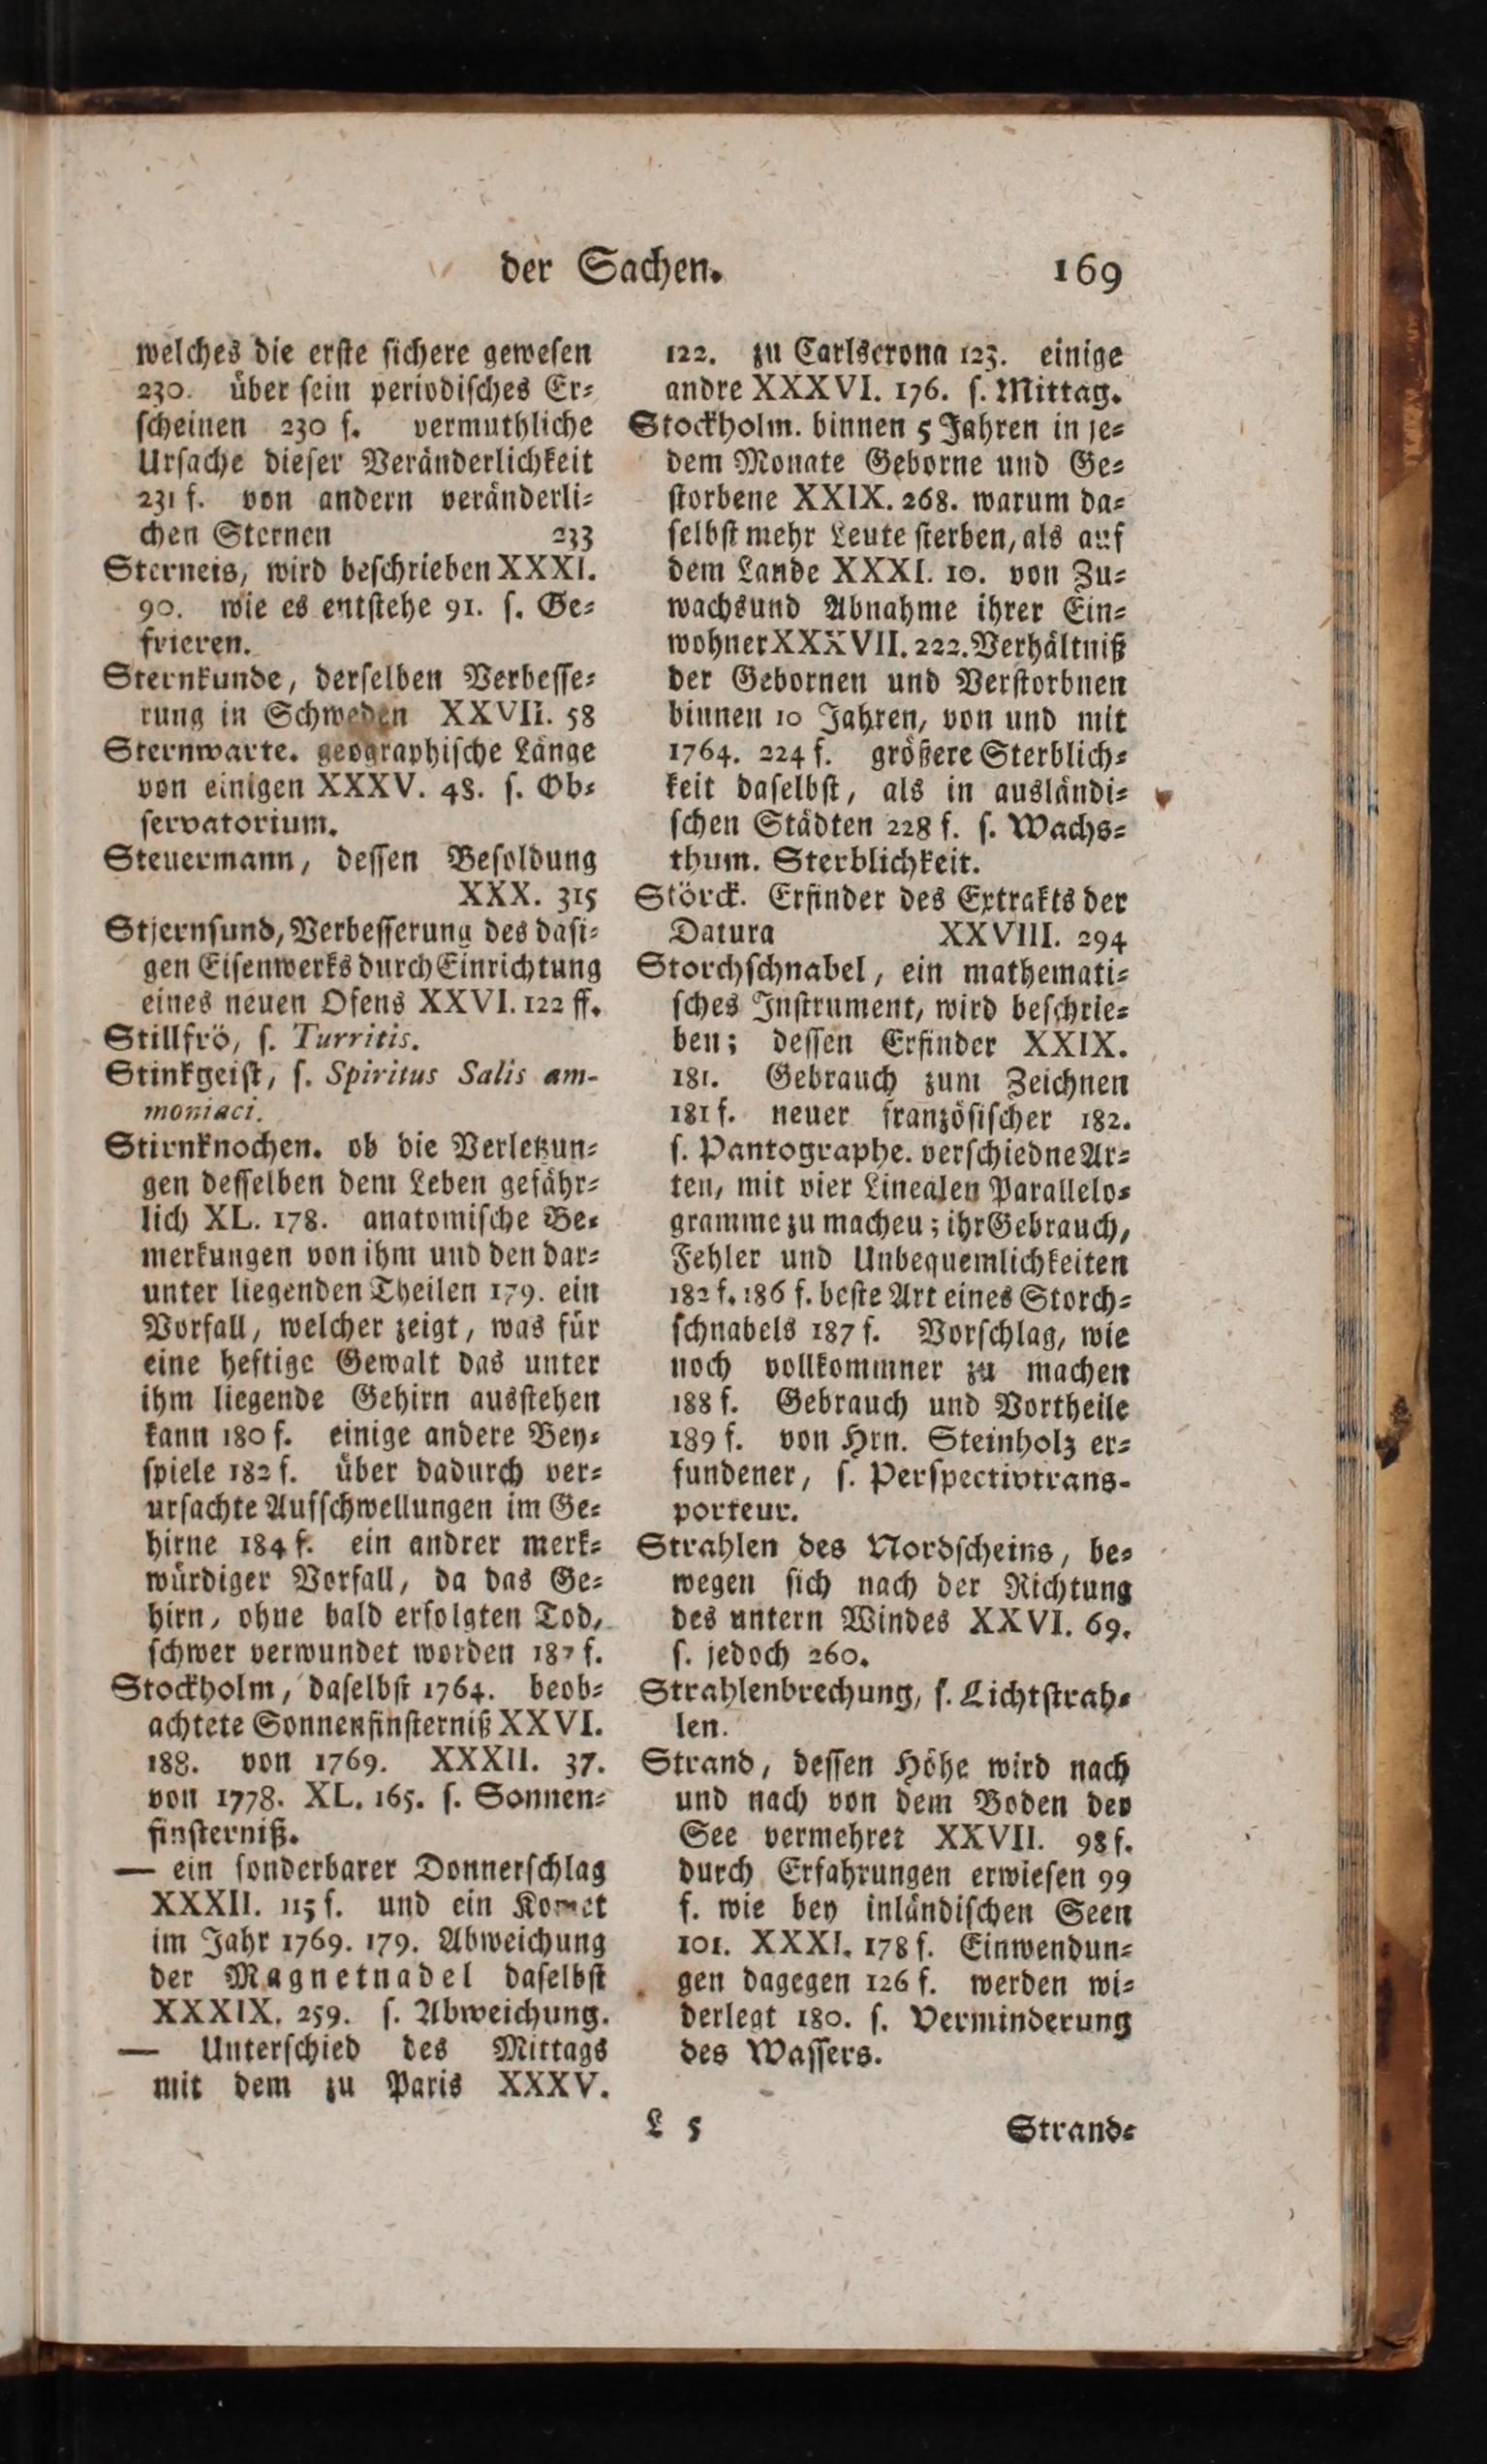 der Sachen. 169
welches die erſte ſichere geweſen
230. über ſein periodiſches Er⸗
ſcheinen 230 f. vermuthliche
Urſache dieſer Veränderlichkeit
231 f. von andern veränderli⸗
chen Sternen 233
Sterneis, wird beſchrieben XXXI.
90. wie es entſtehe 91. ſ. Ge⸗
frieren.
Sternkunde, derſelben Verbeſſe⸗
rung in Schweden XXVII. 58
Sternwarte. geographiſche Länge
von einigen XXXV. 48. ſ. Ob⸗
ſervatorium.
Steuermann, deſſen Beſoldung
XXX. 315
Stjernſund, Verbeſſerung des daſi⸗
gen Eiſenwerks durch Einrichtung
eines neuen Ofens XXVI. 122 ff.
Stillfrö, ſ. Turritis.
Stinkgeiſt, ſ. Spiritus Salis am-
moniaci.
Stirnknochen. ob die Verletzun⸗
gen deſſelben dem Leben gefähr⸗
lich XL. 178. anatomiſche Be⸗
merkungen von ihm und den dar⸗
unter liegenden Theilen 179. ein
Vorfall, welcher zeigt, was für
eine heftige Gewalt das unter
ihm liegende Gehirn ausſtehen
kann 180 f. einige andere Bey⸗
ſpiele 182 f. über dadurch ver⸗
urſachte Aufſchwellungen im Ge⸗
hirne 184 f. ein andrer merk⸗
würdiger Vorfall, da das Ge⸗
hirn, ohne bald erfolgten Tod,
ſchwer verwundet worden 187 f.
Stockholm, daſelbſt 1764. beob⸗
achtete Sonnenfinſterniß XXVI.
188. von 1769. XXXII. 37.
von 1778. XL. 165. ſ. Sonnen⸗
finſterniß.
— ein ſonderbarer Donnerſchlag
XXXII. 115 f. und ein Komet
im Jahr 1769. 179. Abweichung
der Magnetnadel daſelbſt
XXXIX. 259. ſ. Abweichung.
— Unterſchied des Mittags
mit dem zu Paris XXXV.
122. zu Carlscrona 123. einige
andre XXXVI. 176. ſ. Mittag.
Stockholm. binnen 5 Jahren in je⸗
dem Monate Geborne und Ge⸗
ſtorbene XXIX. 268. warum da⸗
ſelbſt mehr Leute ſterben, als auf
dem Lande XXXI. 10. von Zu⸗
wachs und Abnahme ihrer Ein⸗
wohner XXXVII. 222. Verhältniß
der Gebornen und Verſtorbnen
binnen 10 Jahren, von und mit
1764. 224 f. größere Sterblich⸗
keit daſelbſt, als in ausländi⸗
ſchen Städten 228 f. ſ. Wachs⸗
thum. Sterblichkeit.
Störck. Erfinder des Extrakts der
Datura XXVIII. 294
Storchſchnabel, ein mathemati⸗
ſches Inſtrument, wird beſchrie⸗
ben; deſſen Erfinder XXIX.
181. Gebrauch zum Zeichnen
181 f. neuer franzöſiſcher 182.
ſ. Pantographe. verſchiedne Ar⸗
ten, mit vier Linealen Parallelo⸗
gramme zu macheu; ihr Gebrauch,
Fehler und Unbequemlichkeiten
182 f. 186 f. beſte Art eines Storch⸗
ſchnabels 187 f. Vorſchlag, wie
noch vollkommner zu machen
188 f. Gebrauch und Vortheile
189 f. von Hrn. Steinholz er⸗
fundener, ſ. Perſpectivtrans-
porteur.
Strahlen des Nordſcheins, be⸗
wegen ſich nach der Richtung
des untern Windes XXVI. 69.
ſ. jedoch 260.
Strahlenbrechung, ſ. Lichtſtrah⸗
len.
Strand, deſſen Höhe wird nach
und nach von dem Boden der
See vermehret XXVII. 98 f.
durch Erfahrungen erwieſen 99
f. wie bey inländiſchen Seen
101. XXXI. 178 f. Einwendun⸗
gen dagegen 126 f. werden wi⸗
derlegt 180. ſ. Verminderung
des Waſſers.
L 5 Strand⸗